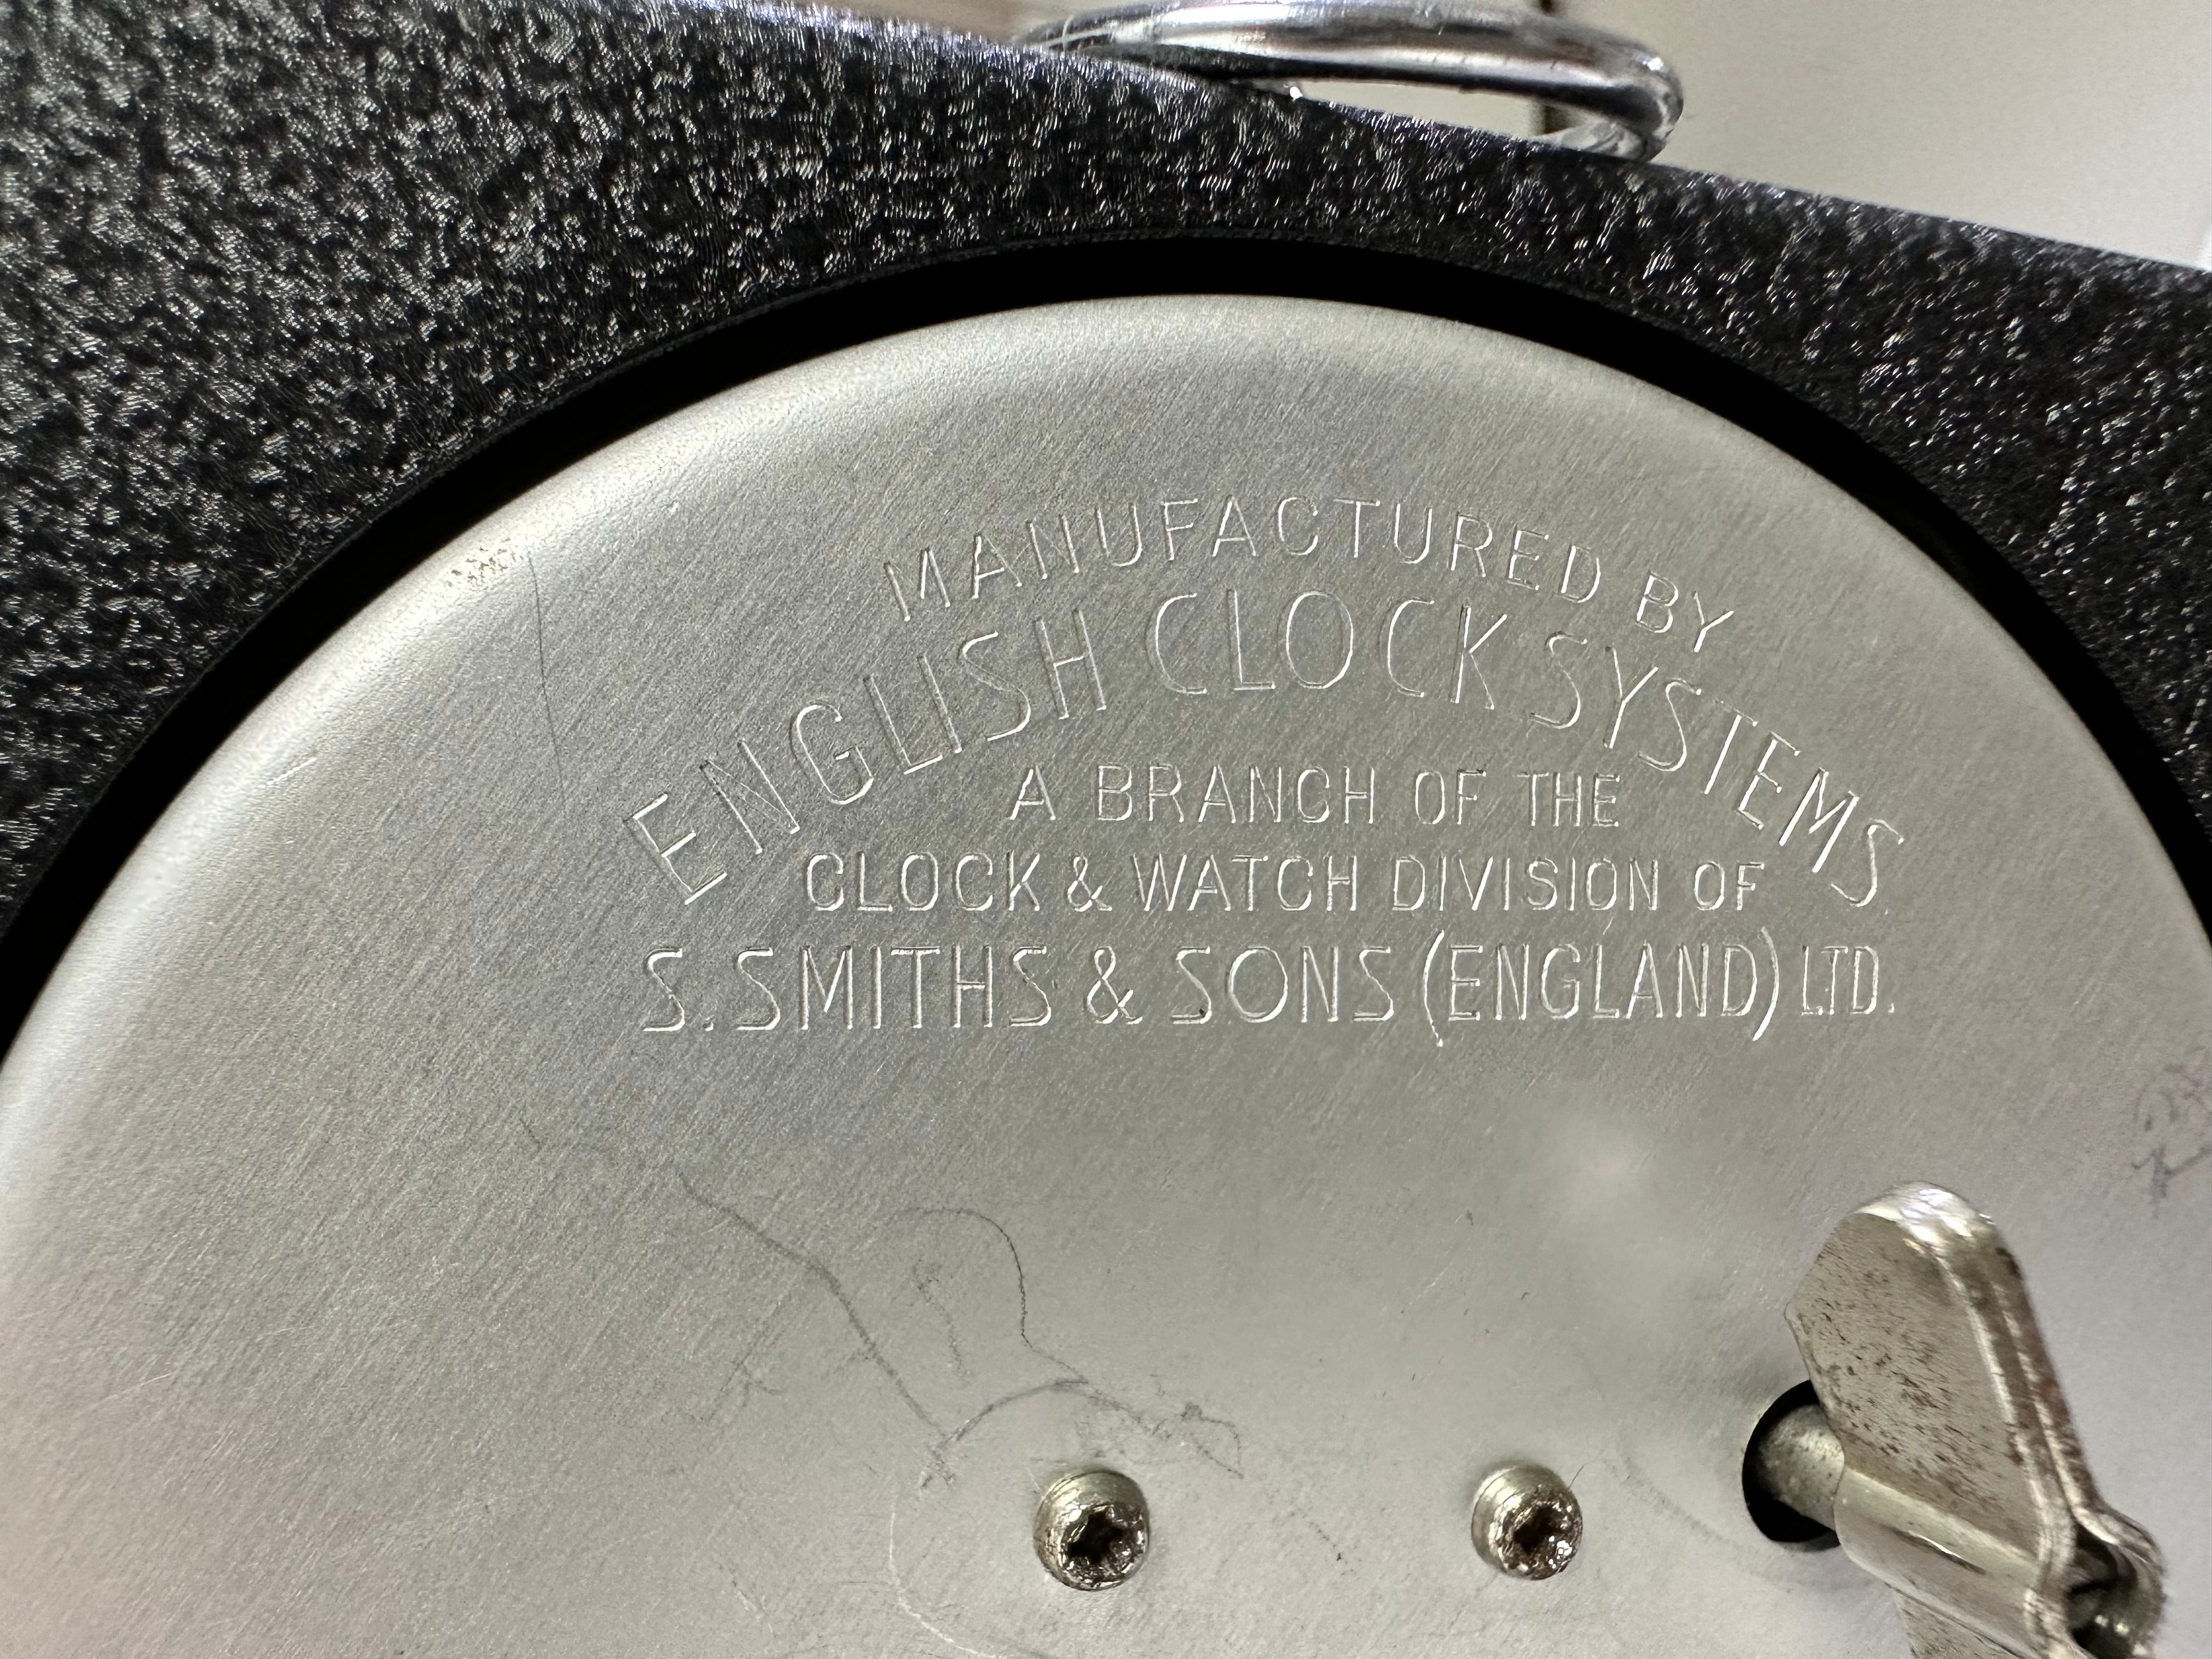 MANUFACTURED BY
ENGLISH CLOCK SYSTEMS
A BRANCH OF THE
CLOCK & WATCH DIVISION OF
S. SMITHS & SONS (ENGLAND) LTD.